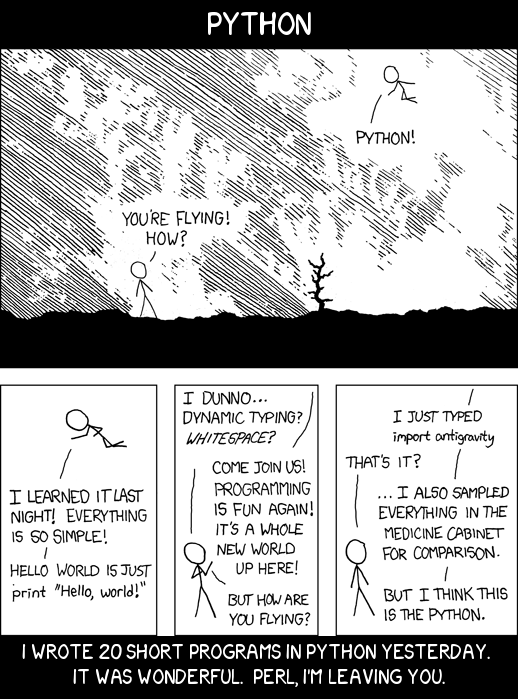 PYTHON
PYTHON!
YOU'RE FLYING!
HOW?
I LEARNED IT LAST
NIGHT! EVERYTHING
IS SO SIMPLE!
HELLO WORLD IS JUST
print "Hello, world!"
I DUNNO...
DYNAMIC TYPING?
WHITESPACE?
COME JOIN US!
PROGRAMMING
IS FUN AGAIN!
IT'S A WHOLE
NEW WORLD
UP HERE!
BUT HOW ARE
YOU FLYING?
I JUST TYPED
import antigravity
THAT'S IT?
... I ALSO SAMPLED
EVERYTHING IN THE
MEDICINE CABINET
FOR COMPARISON.
BUT I THINK THIS
IS THE PYTHON.
I WROTE 20 SHORT PROGRAMS IN PYTHON YESTERDAY.
IT WAS WONDERFUL. PERL, I'M LEAVING YOU.